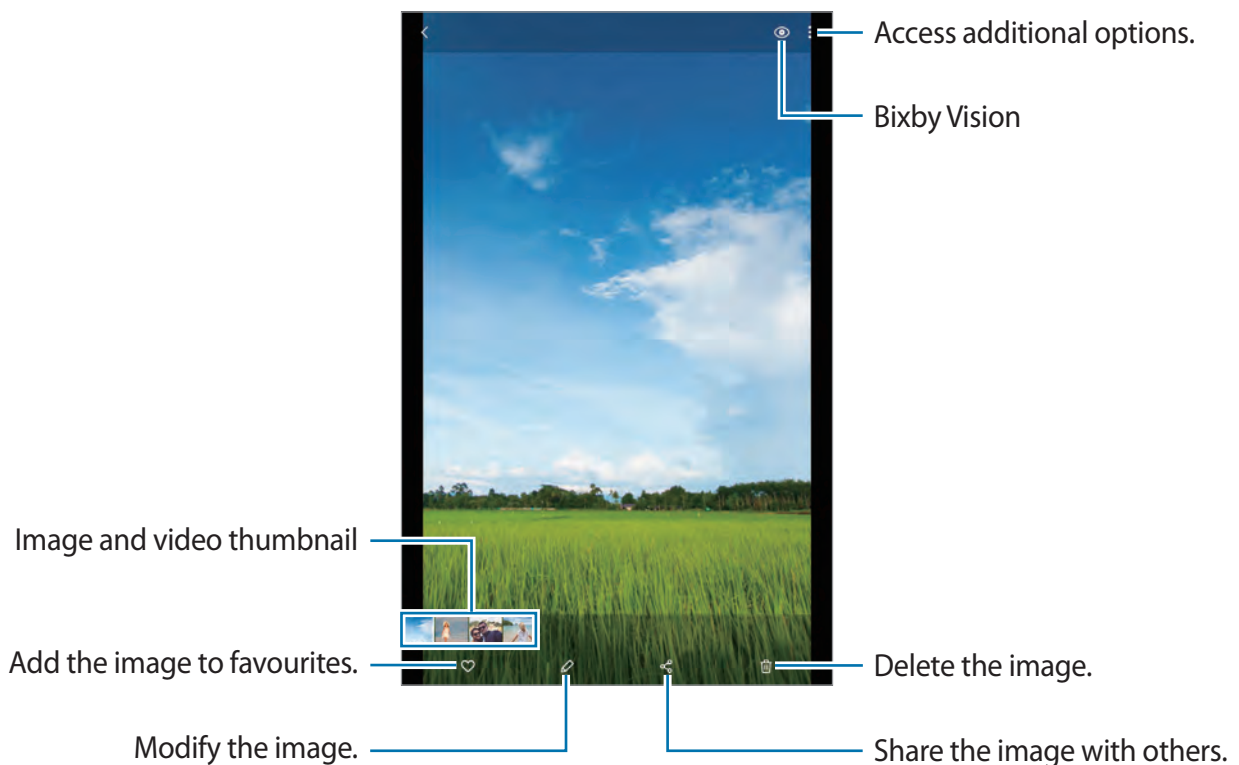 Access additional options.
Bixby Vision
Image and video thumbnail
Add the image to favourites.
Delete the image.
Modify the image.
Share the image with others.